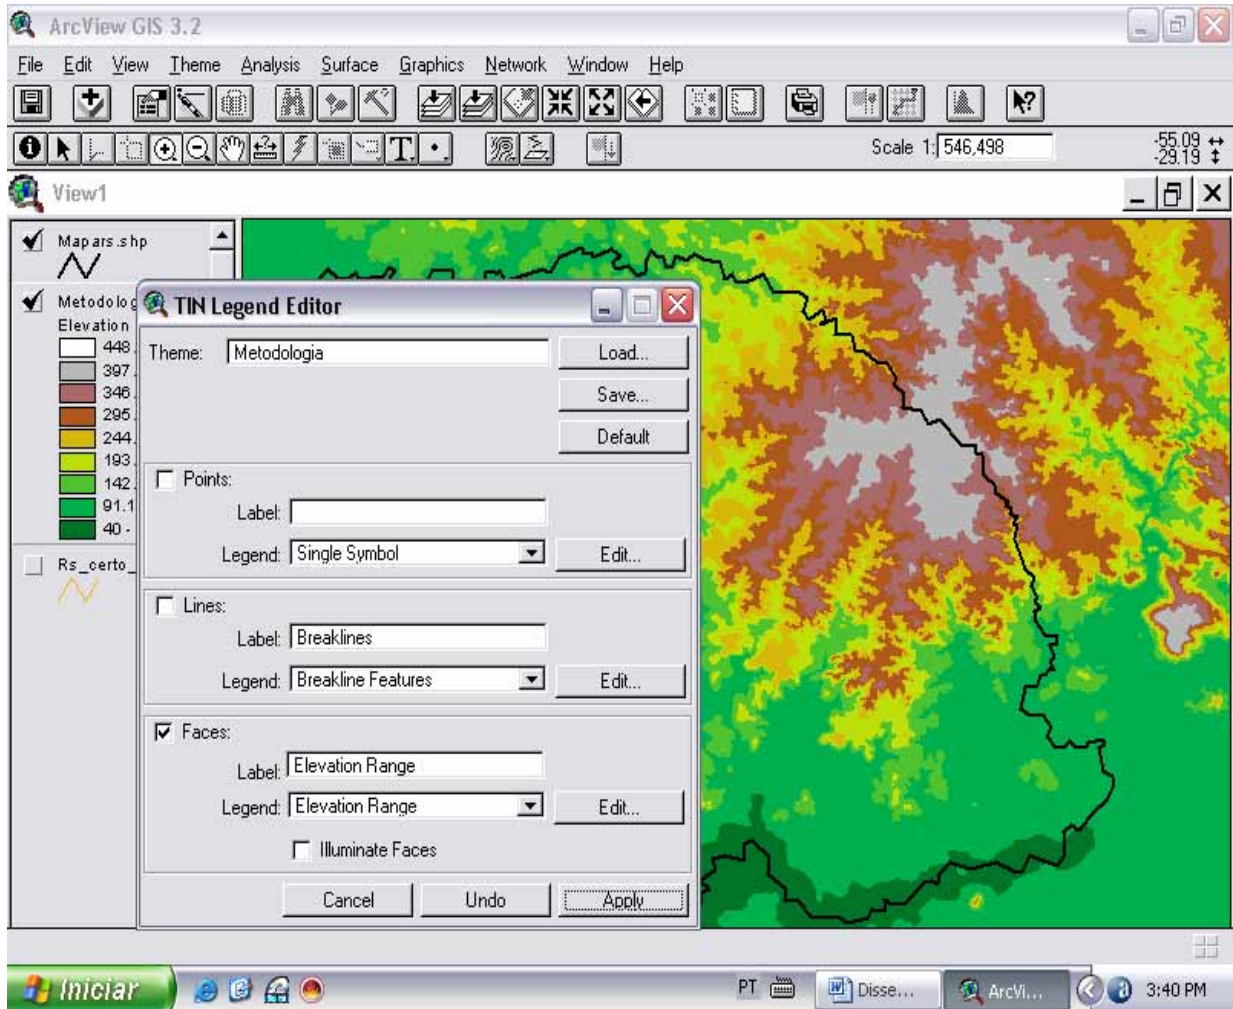 ArcView GIS 3.2
File Edit View Theme Analysis Surface Graphics Network Window Help
T
Scale 1: 546,498
-55.09
-29.19
View1
Mapars.shp
Metodolog
Elevation
448
397
346
295
244
193
142
91.1
40 -
Rs_certo_
TIN Legend Editor
Theme: Metodologia
Load...
Save...
Default
Points:
Label:
Legend: Single Symbol Edit...
Lines:
Label: Breaklines
Legend: Breakline Features Edit...
Faces:
Label: Elevation Range
Legend: Elevation Range Edit...
Illuminate Faces
Cancel Undo Apply
Iniciar PT Disse... ArcVi... 3:40 PM